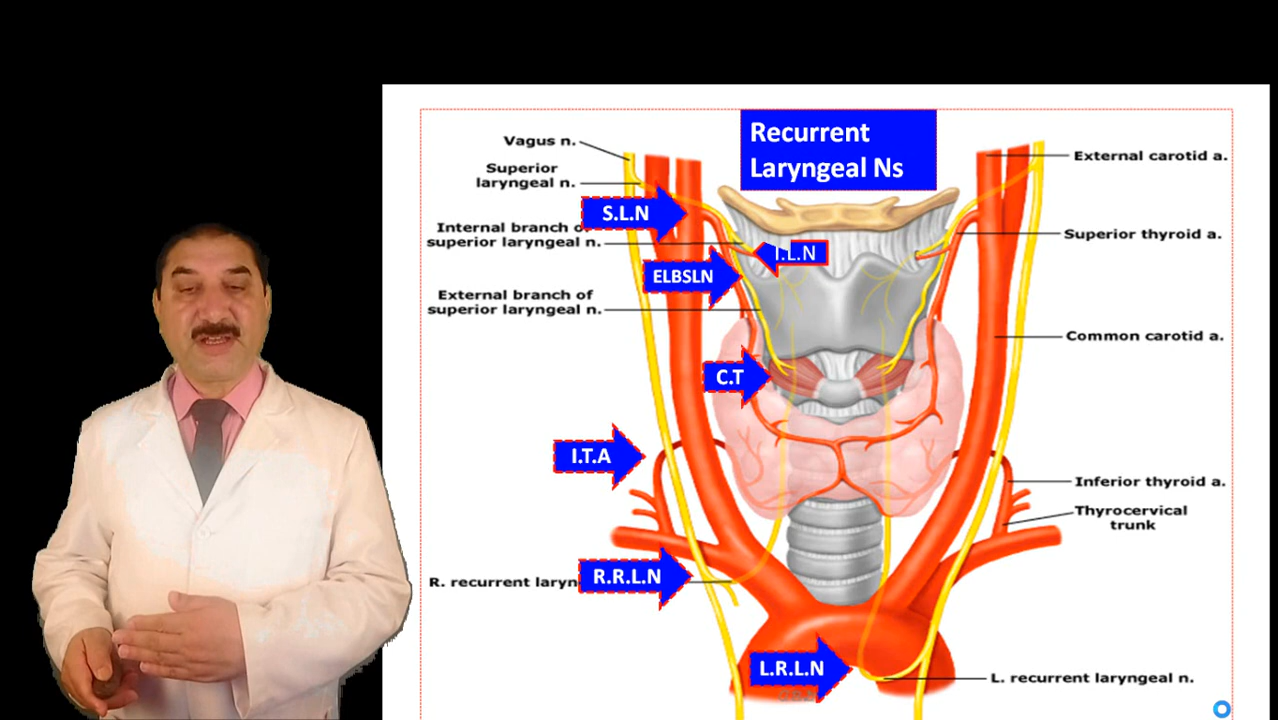 Recurrent
Laryngeal Ns
Vagus n.
Superior
laryngeal n.
S.L.N
Internal branch of
superior laryngeal n.
I.L.N
ELBSLN
External branch of
superior laryngeal n.
C.T
I.T.A
R. recurrent laryn
R.R.L.N
L.R.L.N
External carotid a.
Superior thyroid a.
Common carotid a.
Inferior thyroid a.
Thyrocervical
trunk
L. recurrent laryngeal n.